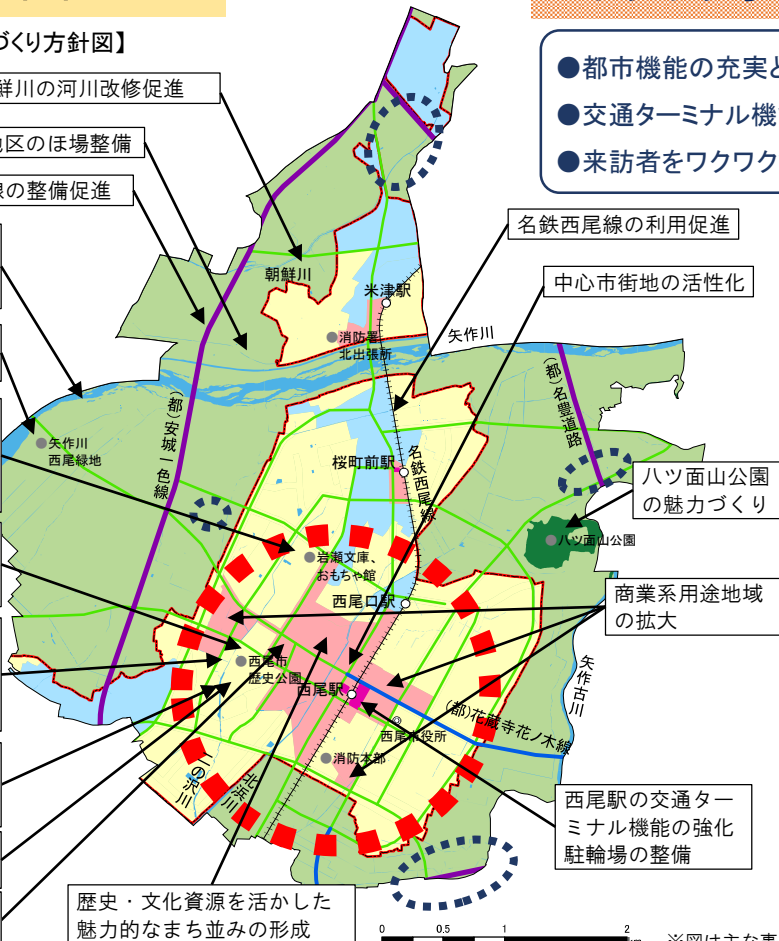 づくり方針図】
●都市機能の充実と
●交通ターミナル機
●来訪者をワクワク
鮮川の河川改修促進
地区のほ場整備
線の整備促進
名鉄西尾線の利用促進
中心市街地の活性化
朝鮮川
米津駅
消防署
北出張所
矢作川
(都)安城一色線
(都)名豊道路
矢作川
西尾緑地
桜町前駅
名鉄西尾線
八ツ面山公園
の魅力づくり
八ツ面山公園
岩瀬文庫、
おもちゃ館
西尾口駅
商業系用途地域
の拡大
西尾市
歴史公園
西尾駅
矢作古川
(都)花蔵寺花ノ木線
西尾市役所
消防本部
二の沢川
北浜川
西尾駅の交通ター
ミナル機能の強化
駐輪場の整備
歴史・文化資源を活かした
魅力的なまち並みの形成
0 0.5 1 2
※図は主な事